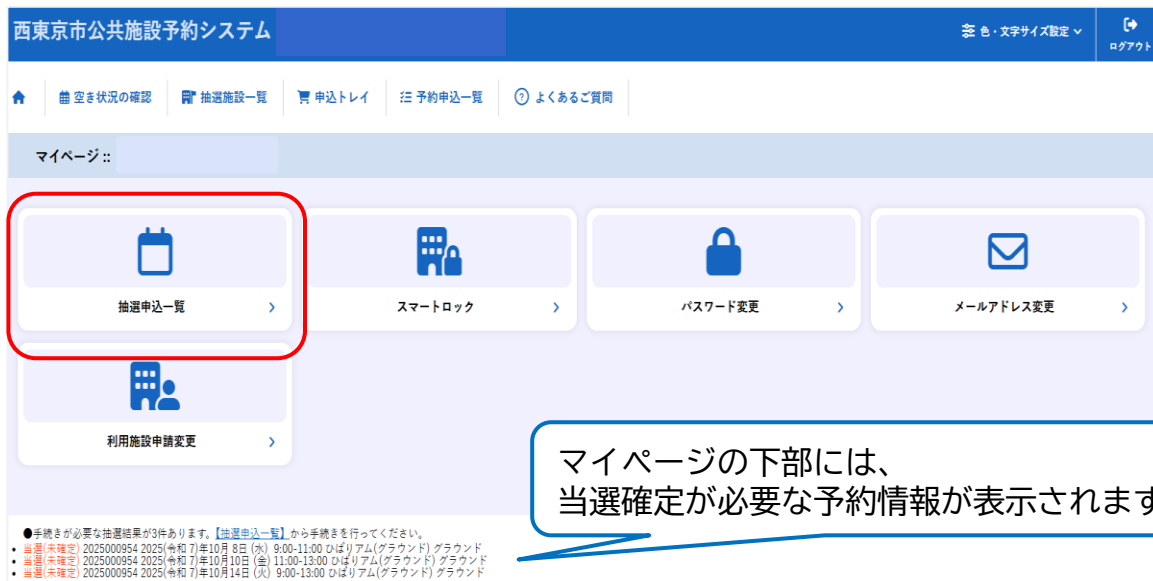 西東京市公共施設予約システム
色・文字サイズ設定
ログアウト
空き状況の確認
抽選施設一覧
申込トレイ
予約申込一覧
? よくあるご質問
マイページ ::
抽選申込一覧
スマートロック
パスワード変更
メールアドレス変更
利用施設申請変更
マイページの下部には、
当選確定が必要な予約情報が表示されます
●手続きが必要な抽選結果が3件あります。【抽選申込一覧】から手続きを行ってください。
• 当選(未確定) 2025000954 2025(令和 7)年10月 8日 (水) 9:00-11:00 ひばりアム(グラウンド) グラウンド
• 当選(未確定) 2025000954 2025(令和 7)年10月10日 (金) 11:00-13:00 ひばりアム(グラウンド) グラウンド
• 当選(未確定) 2025000954 2025(令和 7)年10月14日 (火) 9:00-13:00 ひばりアム(グラウンド) グラウンド